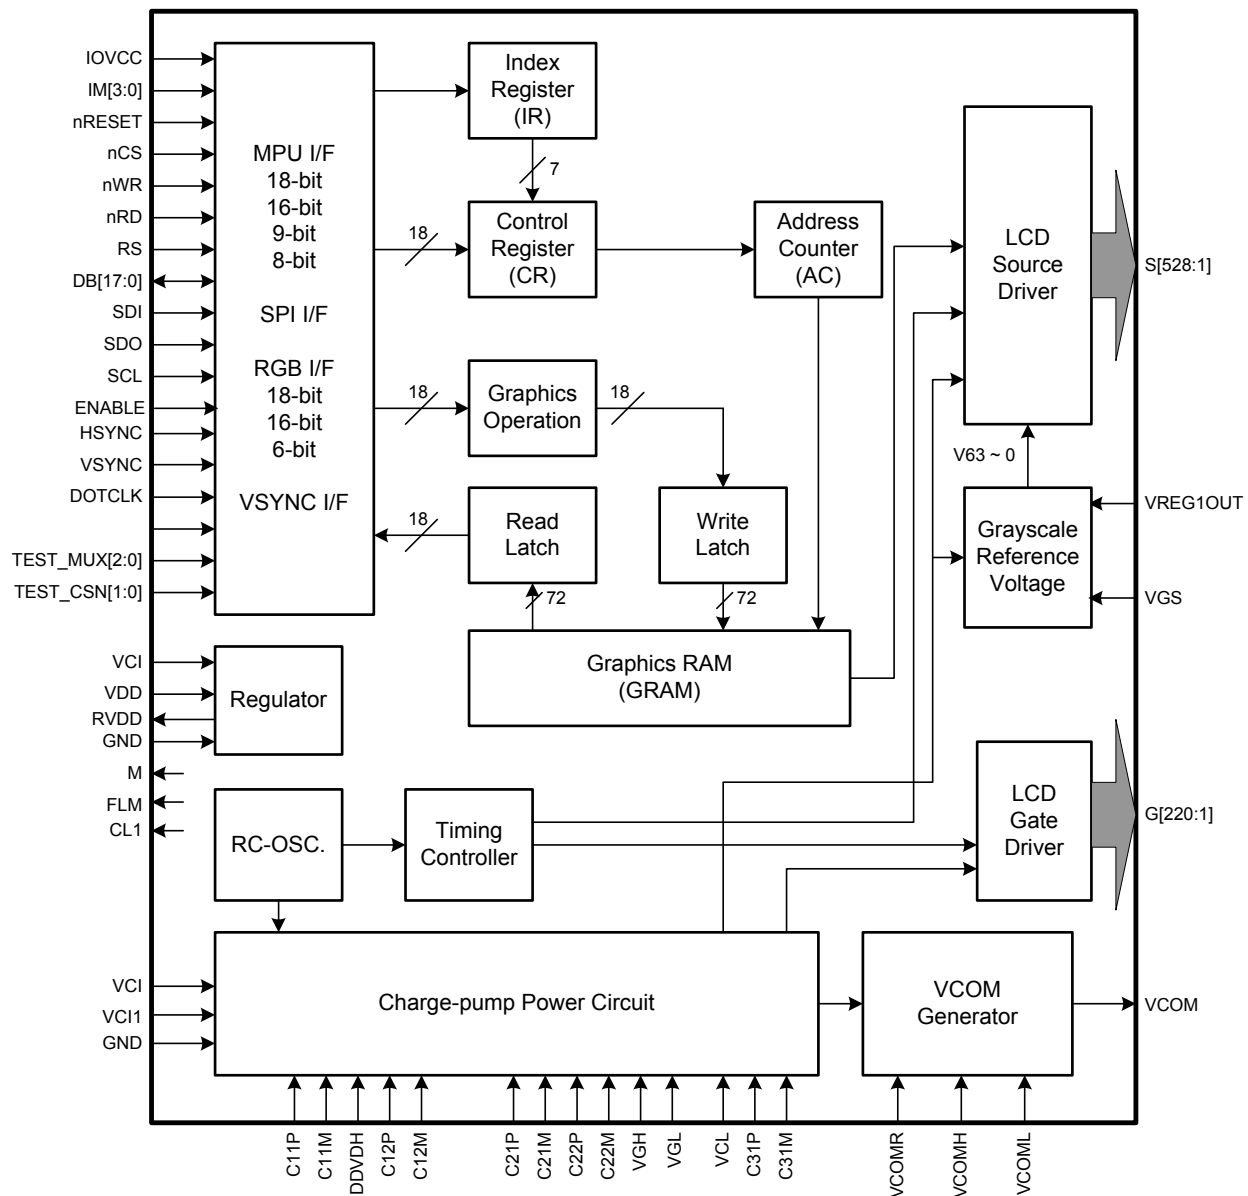 IOVCC
IM[3:0]
nRESET
nCS
nWR
nRD
RS
DB[17:0]
SDI
SDO
SCL
ENABLE
HSYNC
VSYNC
DOTCLK
TEST_MUX[2:0]
TEST_CSN[1:0]
MPU I/F
18-bit
16-bit
9-bit
8-bit
SPI I/F
RGB I/F
18-bit
16-bit
6-bit
VSYNC I/F
Index
Register
(IR)
7
18
Control
Register
(CR)
Address
Counter
(AC)
18
Graphics
Operation
18
18
Read
Latch
Write
Latch
72
72
Graphics RAM
(GRAM)
LCD
Source
Driver
S[528:1]
V63 ~ 0
Grayscale
Reference
Voltage
VREG1OUT
VGS
VCI
VDD
RVDD
GND
Regulator
M
FLM
CL1
RC-OSC.
Timing
Controller
LCD
Gate
Driver
G[220:1]
VCI
VCI1
GND
Charge-pump Power Circuit
VCOM
Generator
VCOM
C11P
C11M
DDVDH
C12P
C12M
C21P
C21M
C22P
C22M
VGH
VGL
VCL
C31P
C31M
VCOMR
VCOMH
VCOML